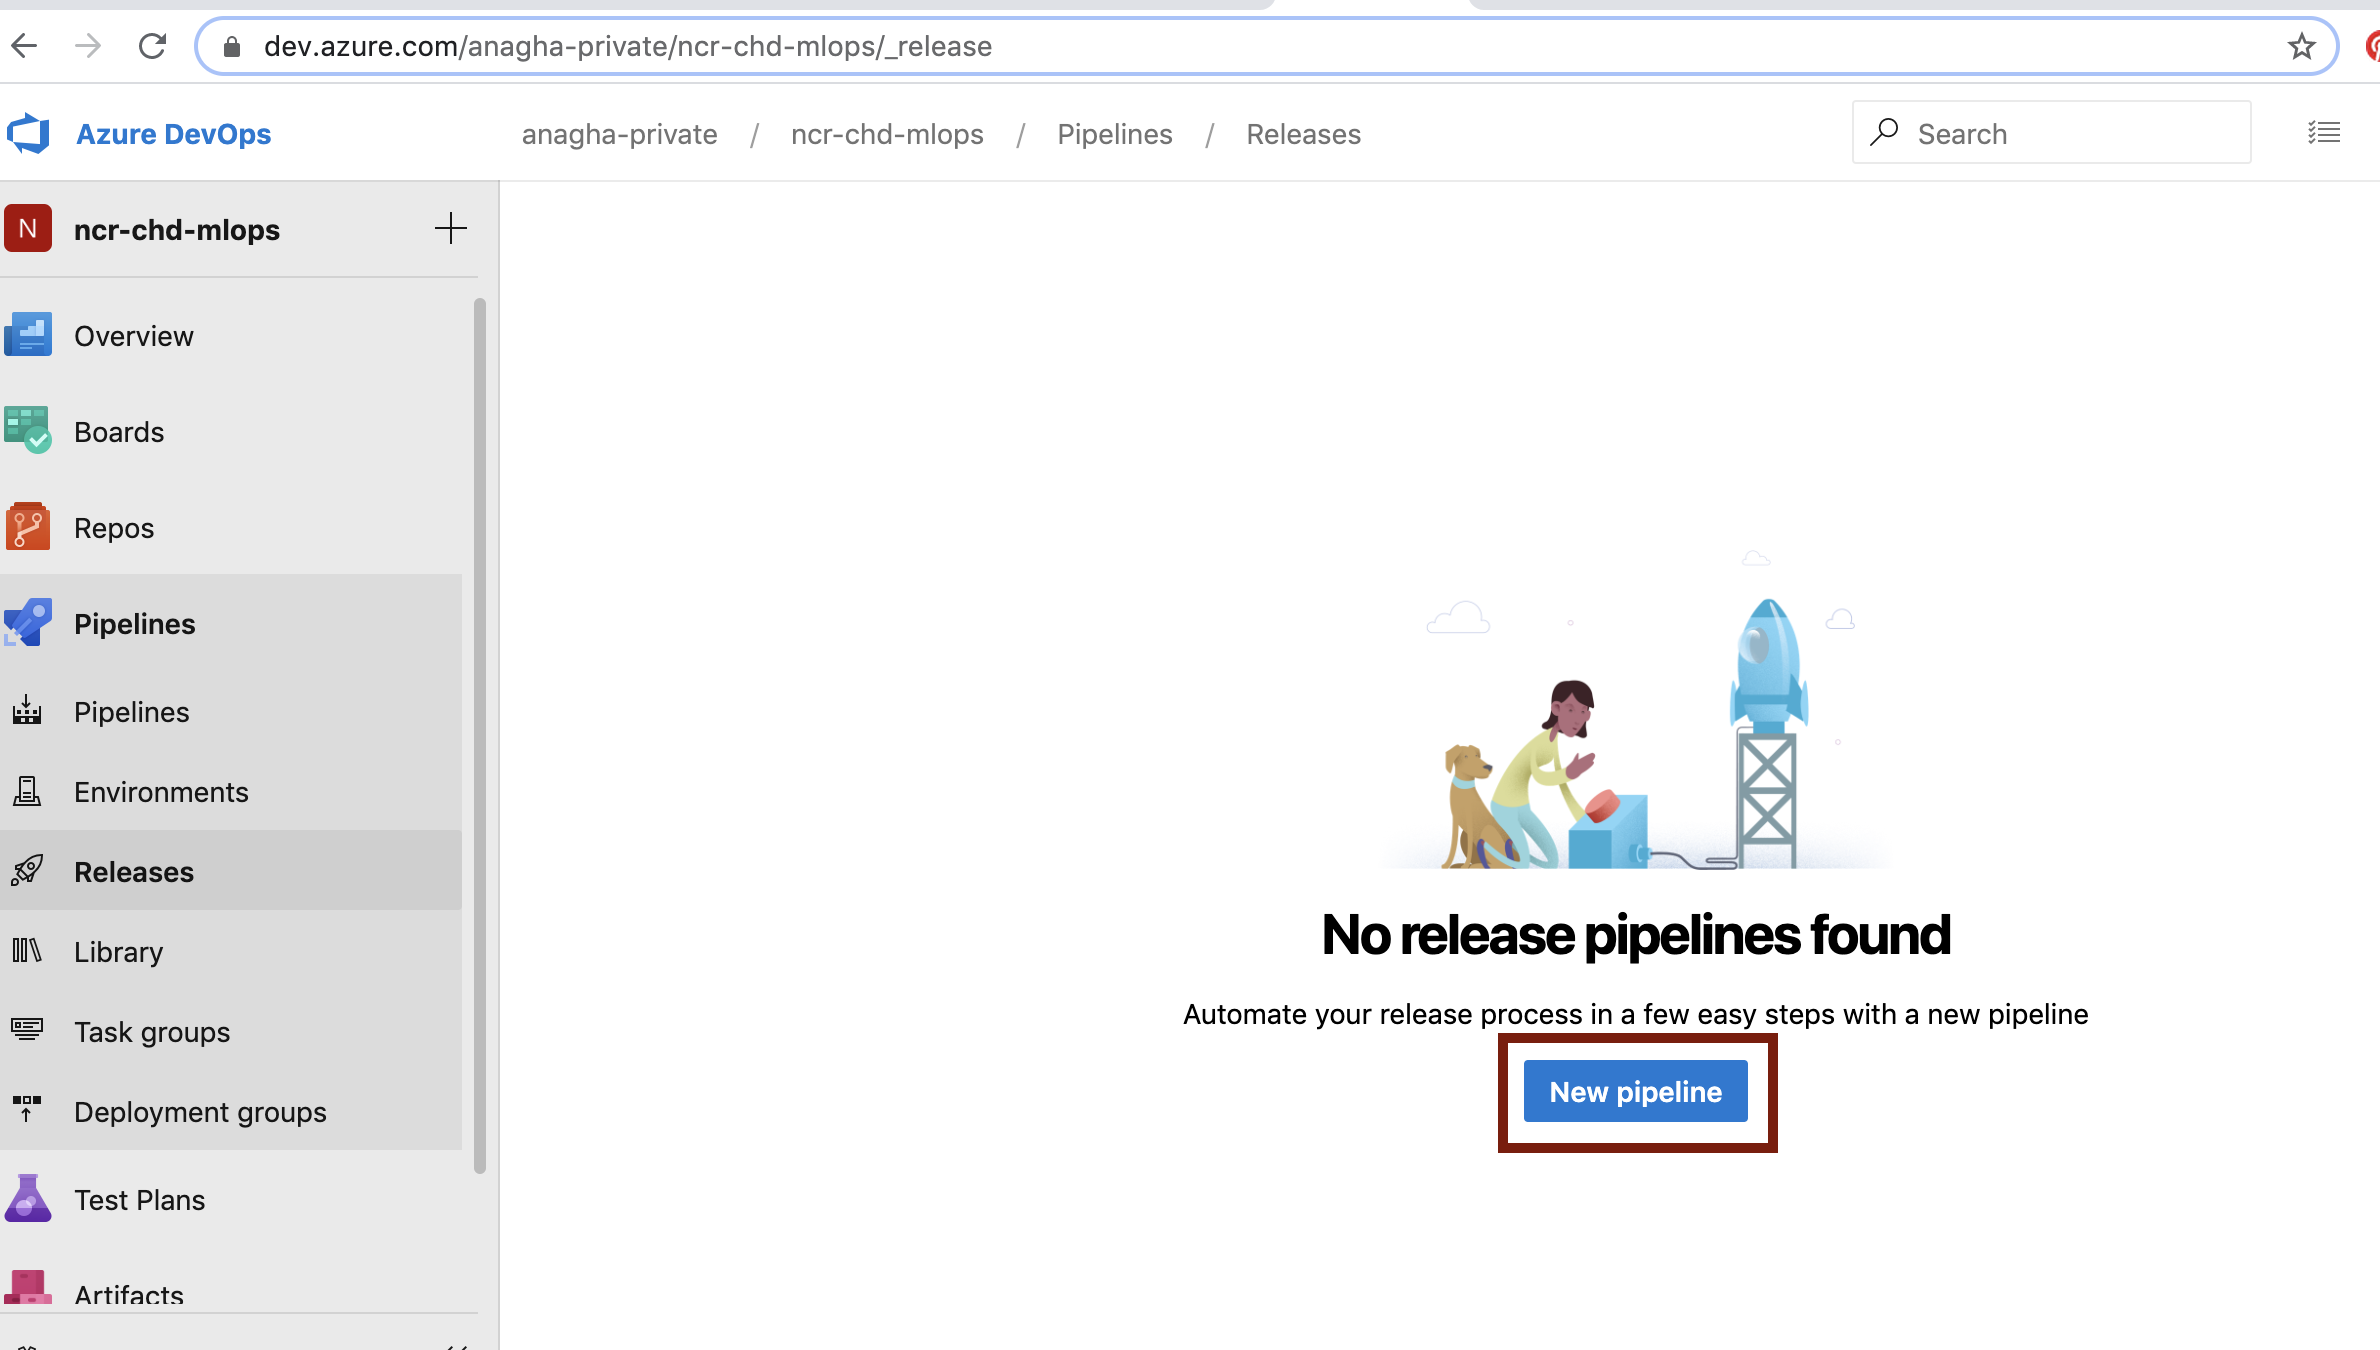 dev.azure.com/anagha-private/ncr-chd-mlops/_release
Azure DevOps
anagha-private / ncr-chd-mlops / Pipelines / Releases
Search
N
ncr-chd-mlops
Overview
Boards
Repos
Pipelines
Pipelines
Environments
Releases
Library
Task groups
Deployment groups
Test Plans
Artifacts
No release pipelines found
Automate your release process in a few easy steps with a new pipeline
New pipeline